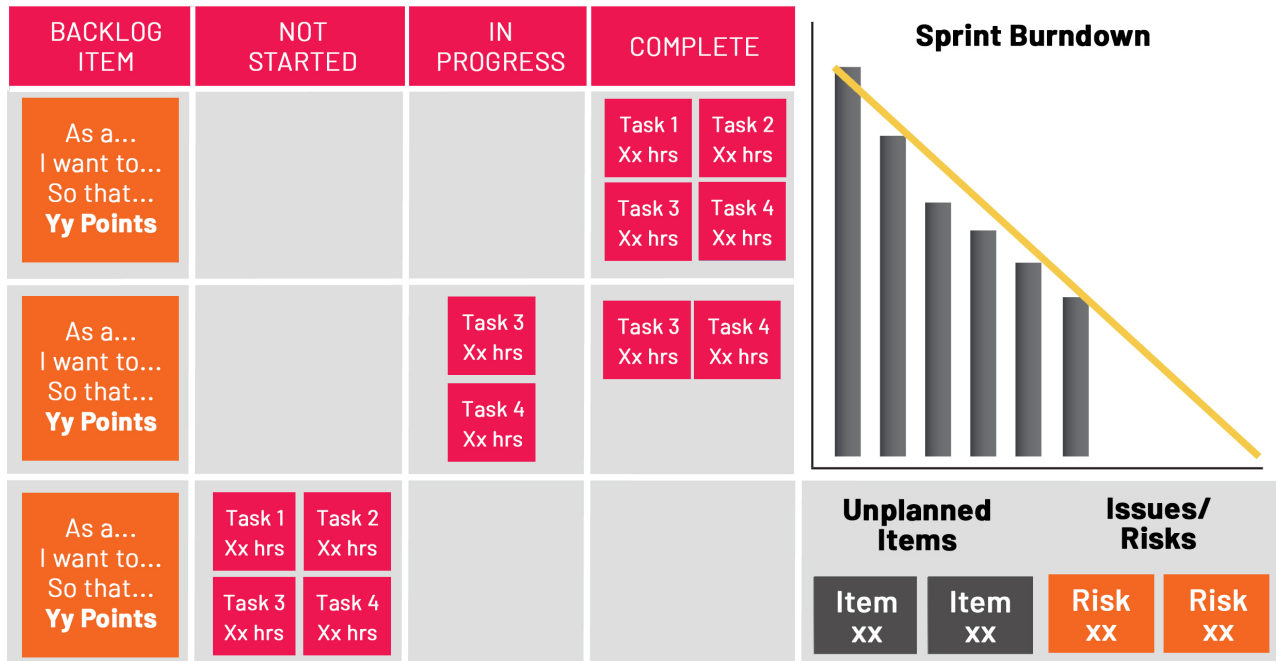 BACKLOG
ITEM
NOT
STARTED
IN
PROGRESS
COMPLETE
As a...
I want to...
So that...
Yy Points
Task 1
Xx hrs
Task 2
Xx hrs
Task 3
Xx hrs
Task 4
Xx hrs
As a...
I want to...
So that...
Yy Points
Task 3
Xx hrs
Task 4
Xx hrs
Task 3
Xx hrs
Task 4
Xx hrs
As a...
I want to...
So that...
Yy Points
Task 1
Xx hrs
Task 2
Xx hrs
Task 3
Xx hrs
Task 4
Xx hrs
Sprint Burndown
Unplanned
Items
Item
xx
Item
xx
Issues/
Risks
Risk
xx
Risk
xx